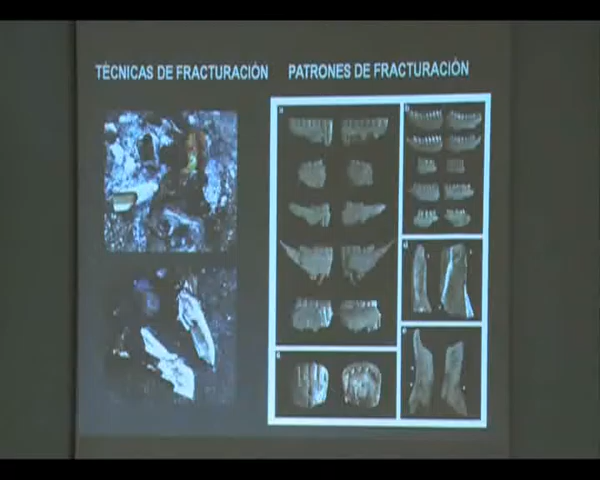 TÉCNICAS DE FRACTURACIÓN
PATRONES DE FRACTURACIÓN
a
b